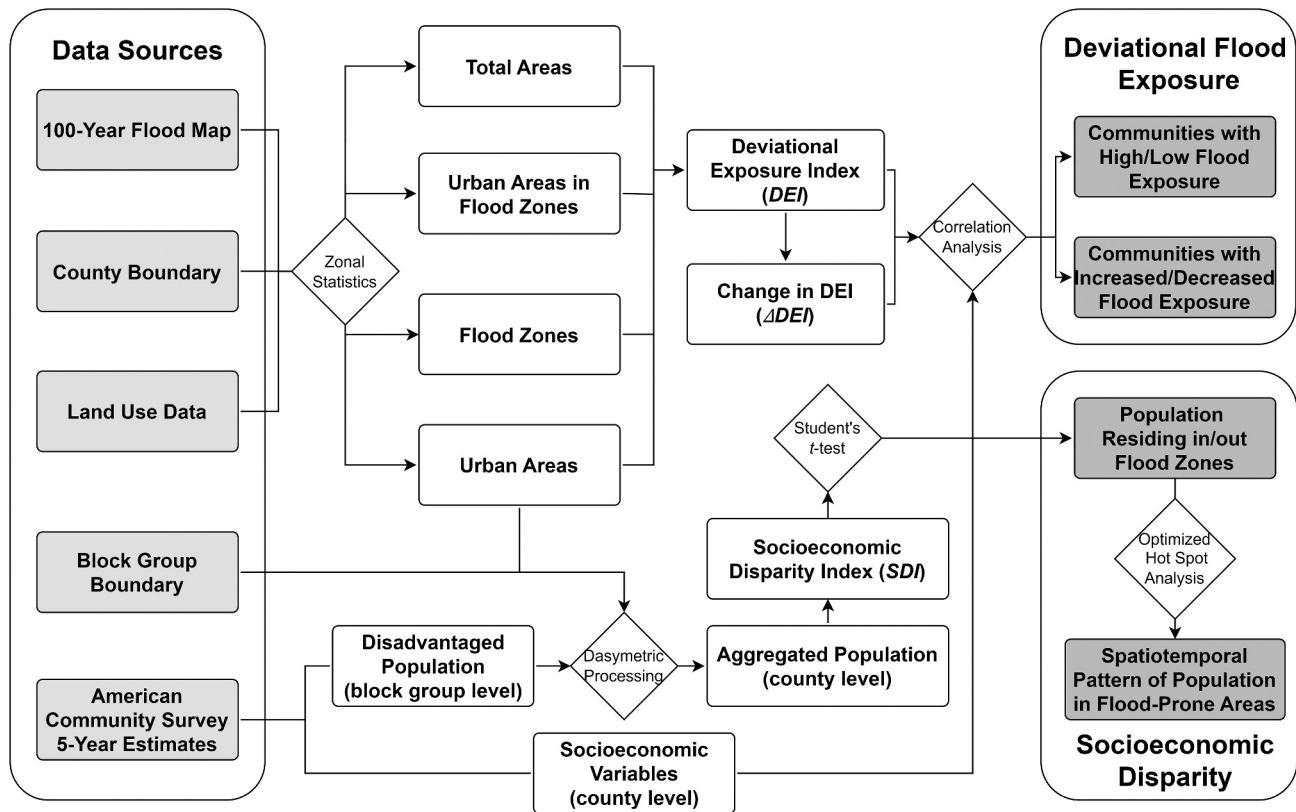 Data Sources
100-Year Flood Map
County Boundary
Land Use Data
Block Group
Boundary
American
Community Survey
5-Year Estimates
Zonal
Statistics
Total Areas
Urban Areas in
Flood Zones
Flood Zones
Urban Areas
Disadvantaged
Population
(block group level)
Dasymetric
Processing
Socioeconomic
Variables
(county level)
Deviational
Exposure Index
(DEI)
Change in DEI
(ΔDEI)
Student's
t-test
Socioeconomic
Disparity Index (SDI)
Aggregated Population
(county level)
Correlation
Analysis
Deviational Flood
Exposure
Communities with
High/Low Flood
Exposure
Communities with
Increased/Decreased
Flood Exposure
Population
Residing in/out
Flood Zones
Optimized
Hot Spot
Analysis
Spatiotemporal
Pattern of Population
in Flood-Prone Areas
Socioeconomic
Disparity